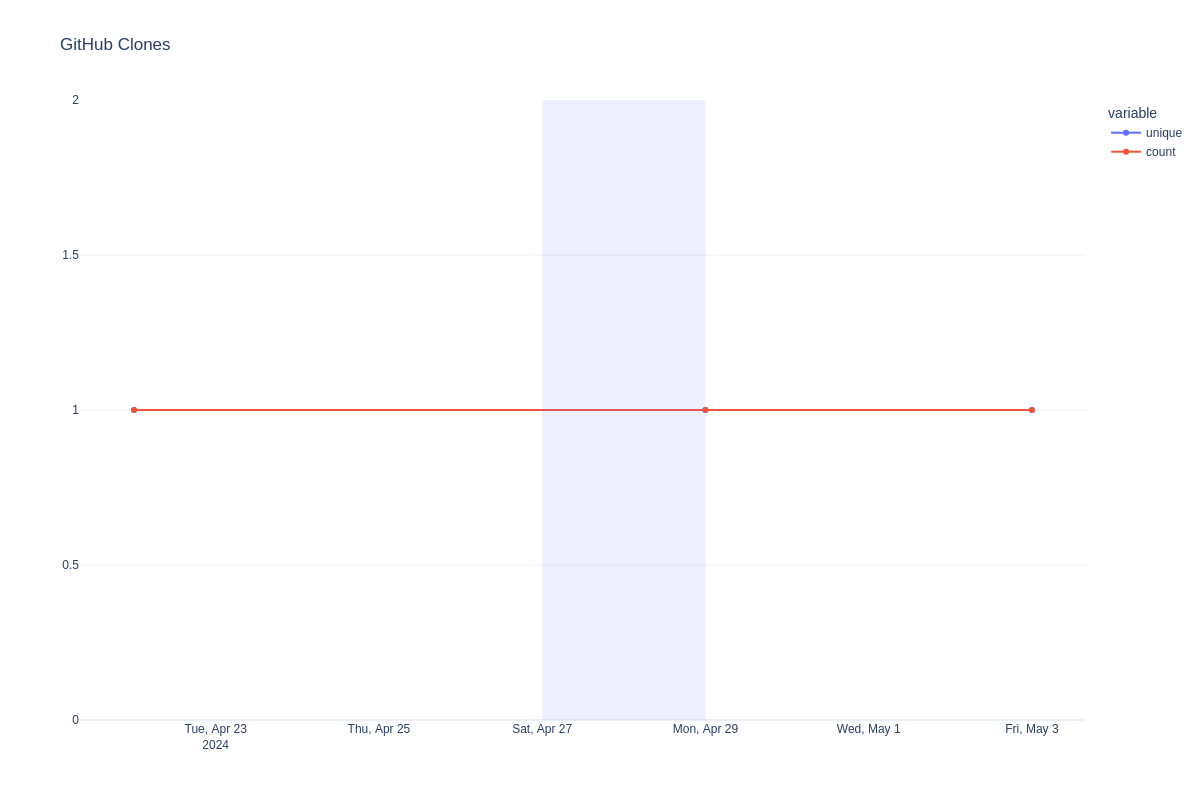 GitHub Clones
2
1.5
1
0.5
0
Tue, Apr 23
2024
Thu, Apr 25
Sat, Apr 27
Mon, Apr 29
Wed, May 1
Fri, May 3
variable
unique
count